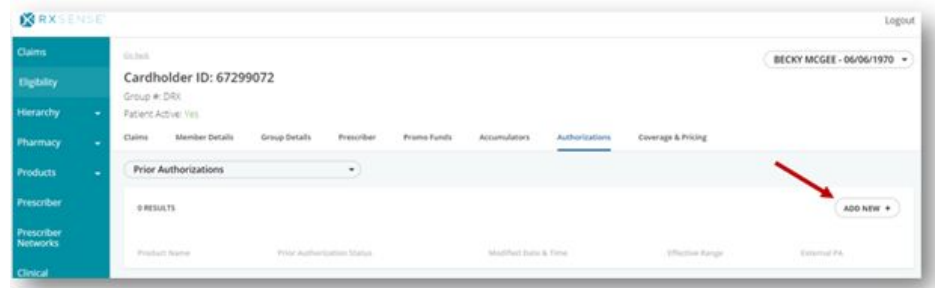 RXSENSE
Logout
Claims
Eligibility
Hierarchy
Pharmacy
Products
Prescriber
Prescriber
Networks
Clinical
Go back
BECKY MCGEE - 06/06/1970
Cardholder ID: 67299072
Group #: DRX
Patient Active: Yes
Claims Member Details Group Details Prescriber Promo Funds Accumulators Authorizations Coverage & Pricing
Prior Authorizations
0 RESULTS
ADD NEW +
Product Name Prior Authorization Status Modified Date & Time Effective Range External PA